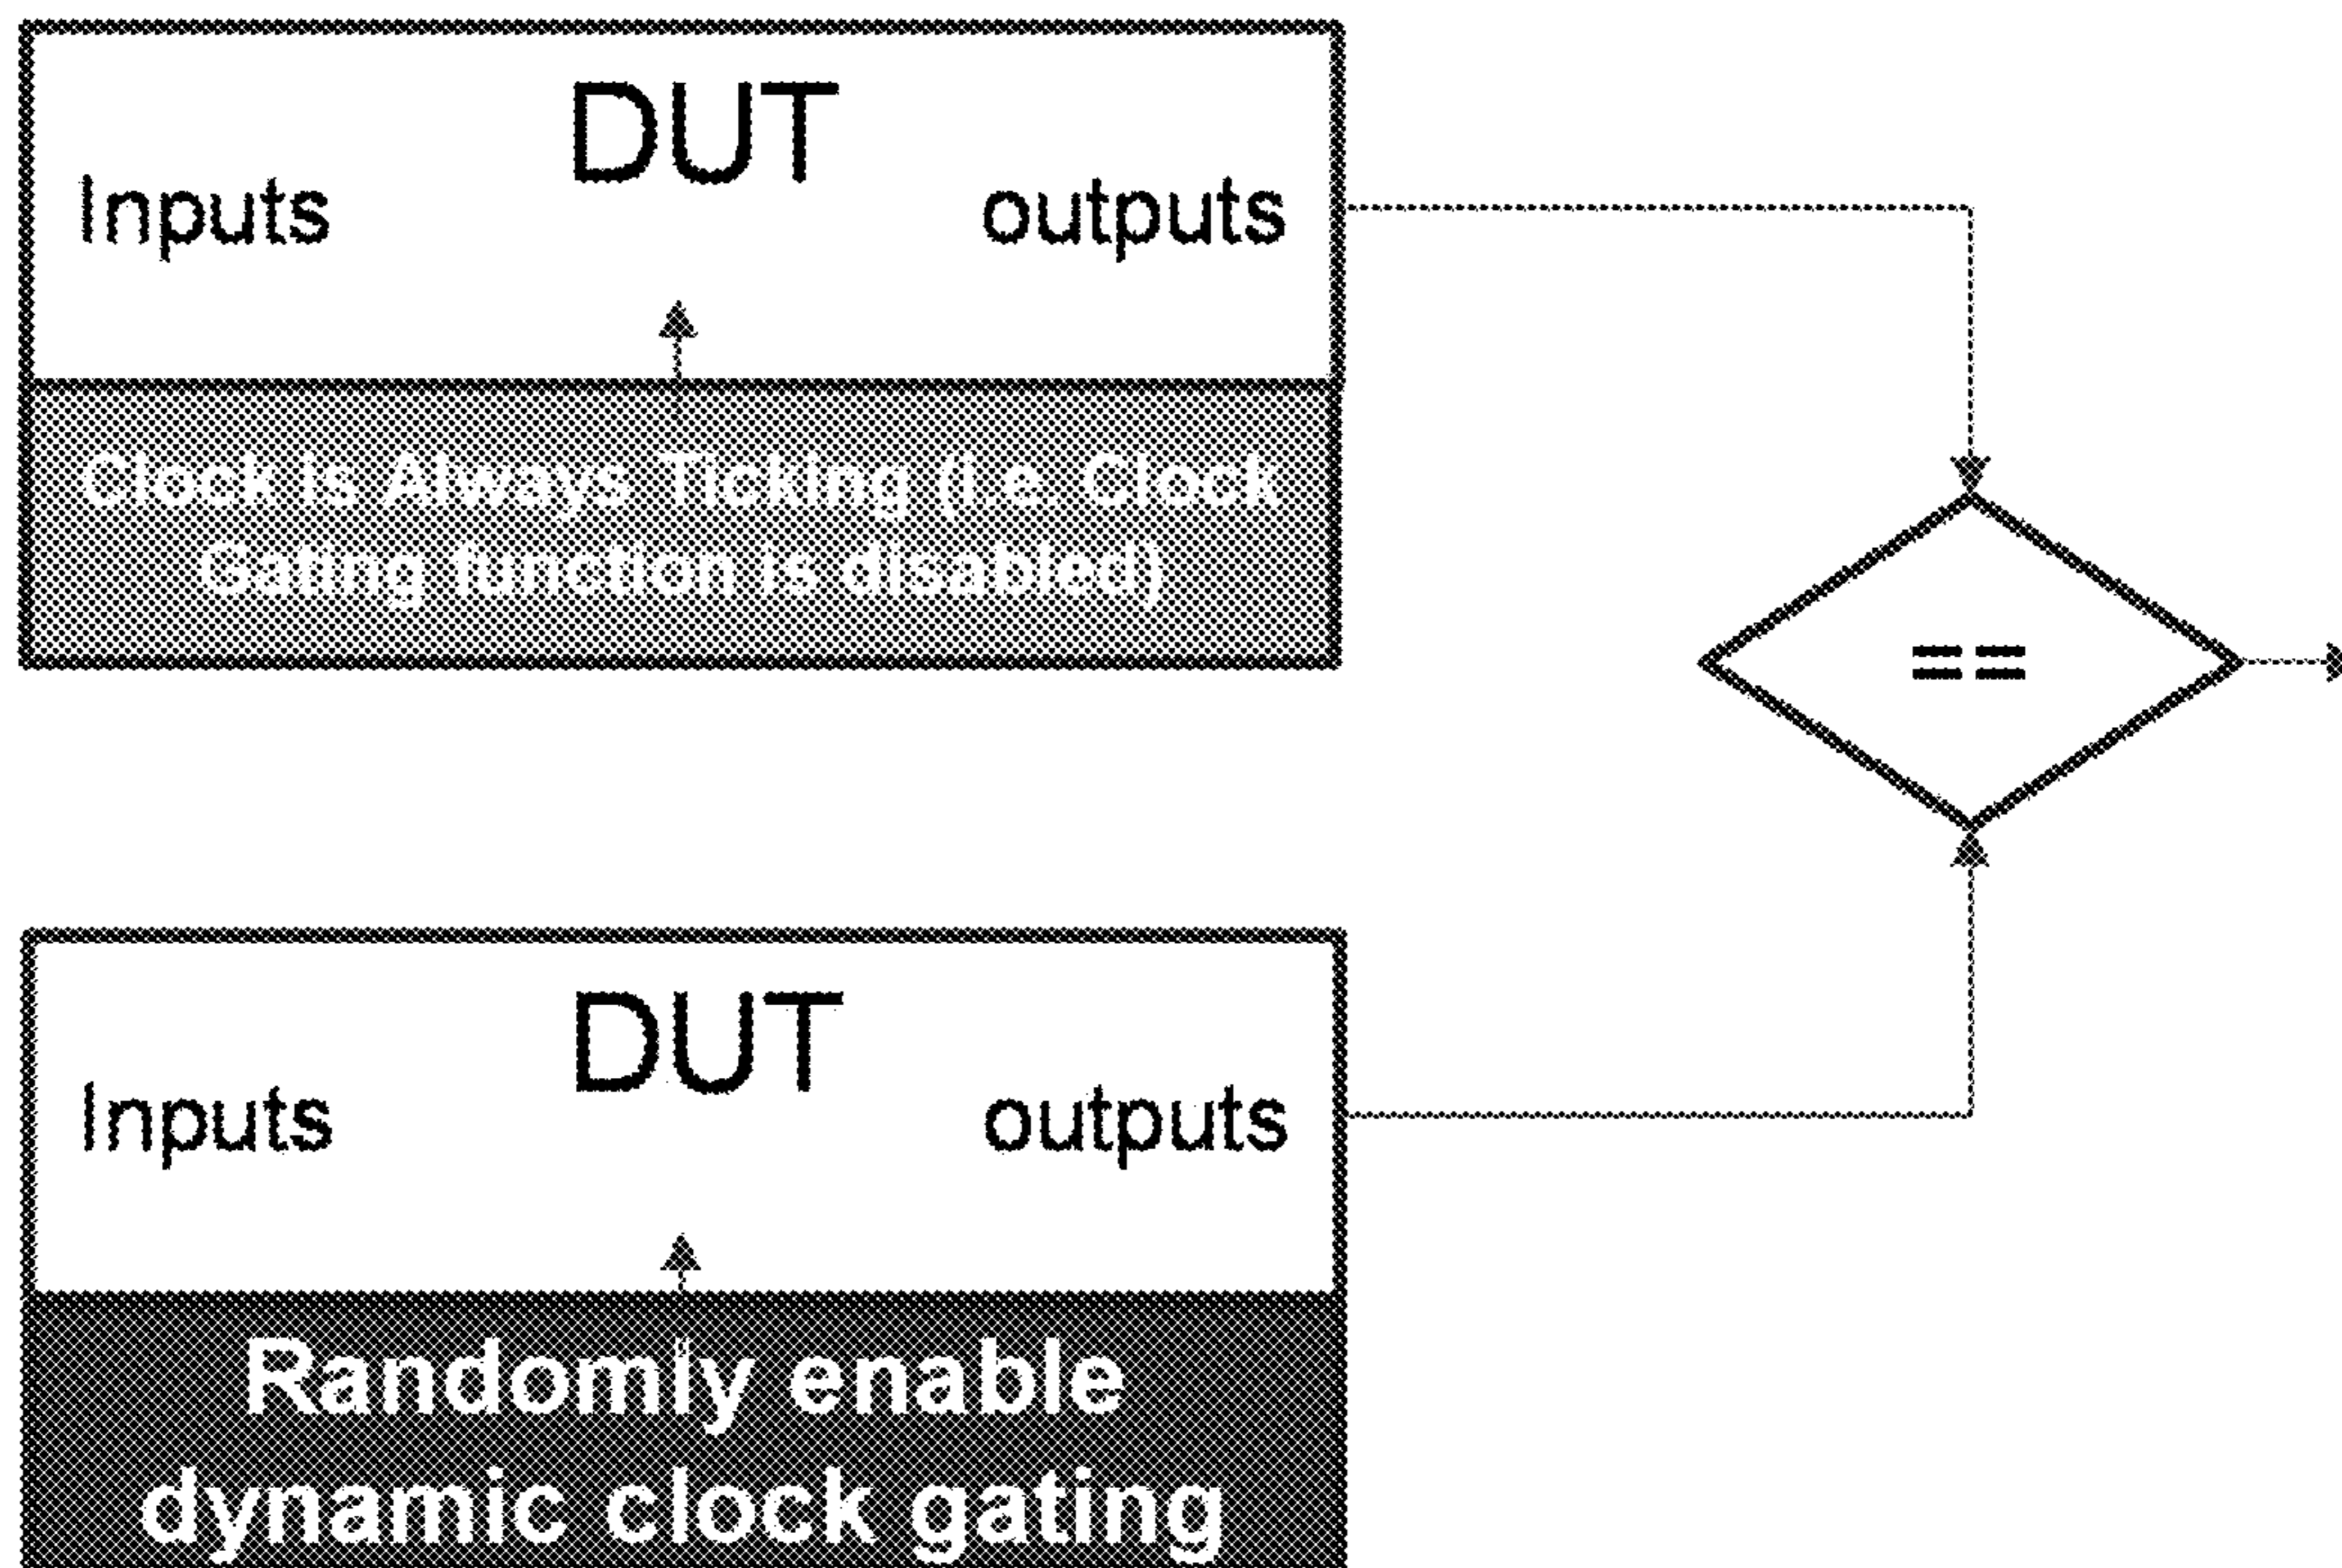 DUT
Inputs
outputs
Clock is Always Ticking (i.e. Clock
Gating function is disabled)
==
DUT
Inputs
outputs
Randomly enable
dynamic clock gating